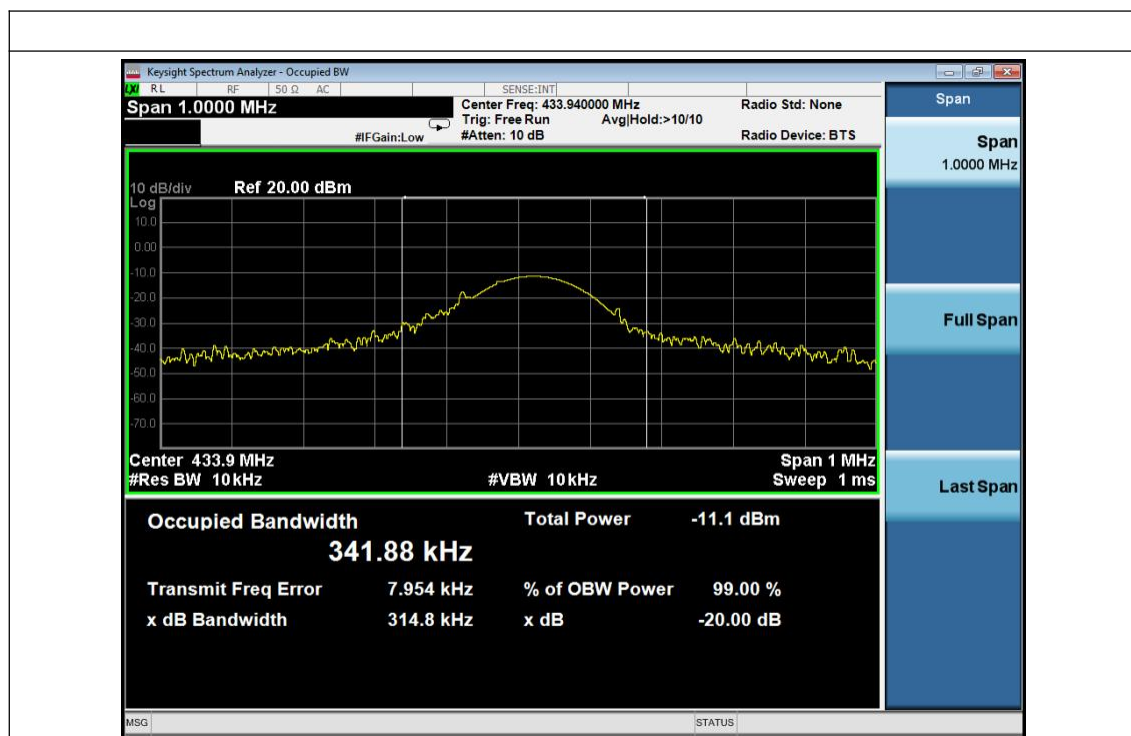 Keysight Spectrum Analyzer - Occupied BW
LXI RL RF 50 Ω AC SENSE:INT
Span 1.0000 MHz
Center Freq: 433.940000 MHz Radio Std: None
Trig: Free Run Avg|Hold:>10/10
#IFGain:Low #Atten: 10 dB Radio Device: BTS
10 dB/div Ref 20.00 dBm
Log
10.0
0.00
-10.0
-20.0
-30.0
-40.0
-50.0
-60.0
-70.0
Center 433.9 MHz Span 1 MHz
#Res BW 10 kHz #VBW 10 kHz Sweep 1 ms
Occupied Bandwidth Total Power -11.1 dBm
341.88 kHz
Transmit Freq Error 7.954 kHz % of OBW Power 99.00 %
x dB Bandwidth 314.8 kHz x dB -20.00 dB
MSG STATUS
Span
Span
1.0000 MHz
Full Span
Last Span